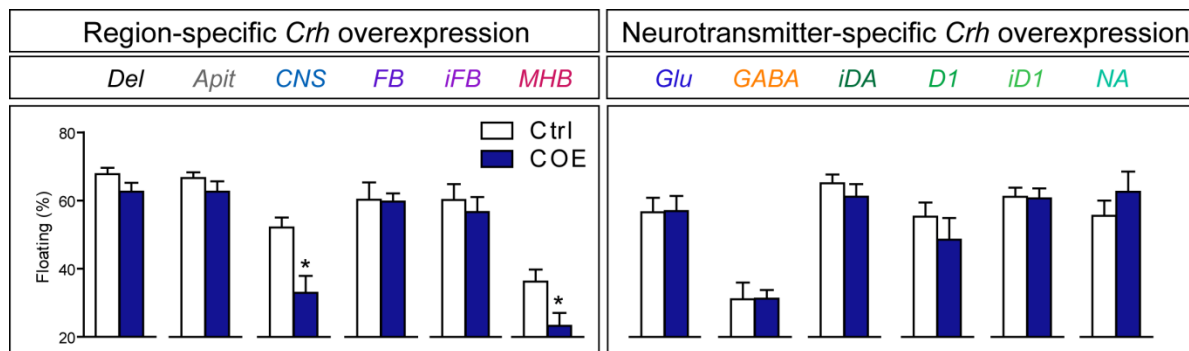 Region-specific Crh overexpression
Neurotransmitter-specific Crh overexpression
Del Apit CNS FB iFB MHB
Glu GABA iDA D1 iD1 NA
80
60
40
20
Floating (%)
Ctrl
COE
*
*